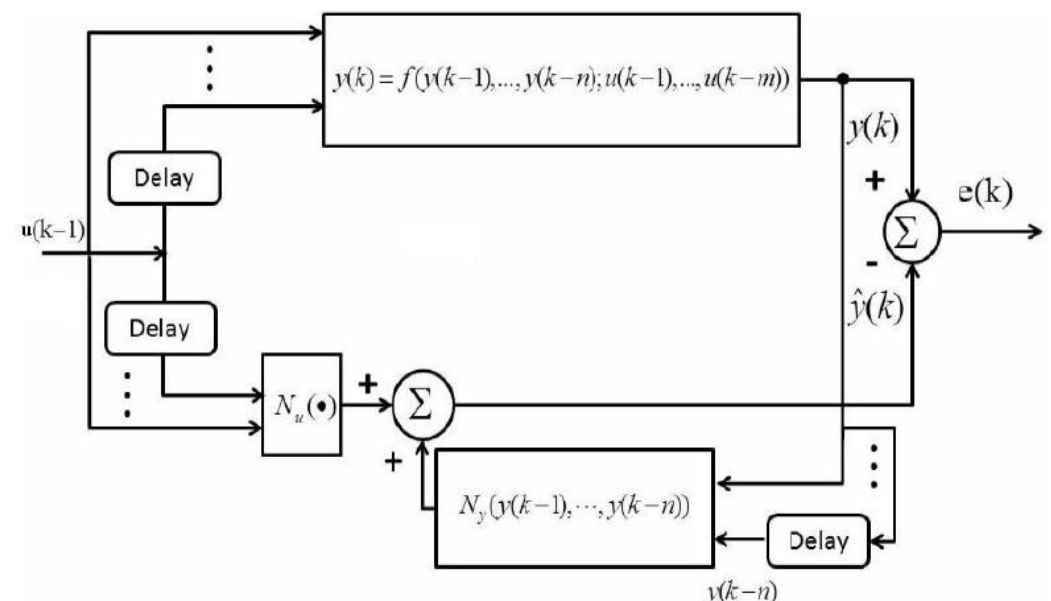 y(k) = f(y(k−1),...,y(k−n);u(k−1),...,u(k−m))
y(k)
Delay
+
e(k)
u(k−1)
Σ
-
ŷ(k)
Delay
+
N_u(•)
Σ
+
N_y(y(k−1),⋯,y(k−n))
Delay
y(k−n)